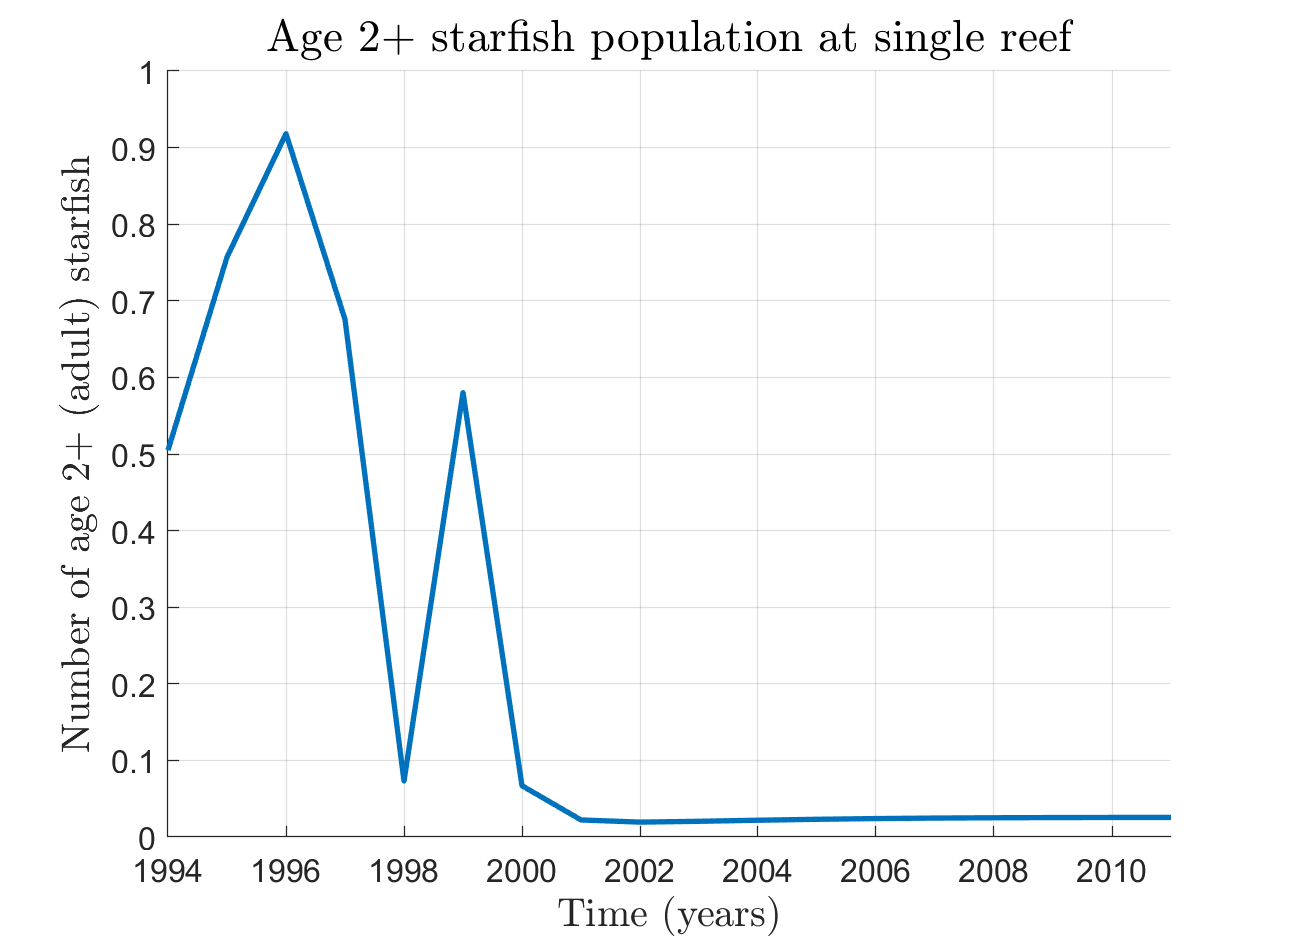 Age 2+ starfish population at single reef
Number of age 2+ (adult) starfish
1
0.9
0.8
0.7
0.6
0.5
0.4
0.3
0.2
0.1
0
1994 1996 1998 2000 2002 2004 2006 2008 2010
Time (years)